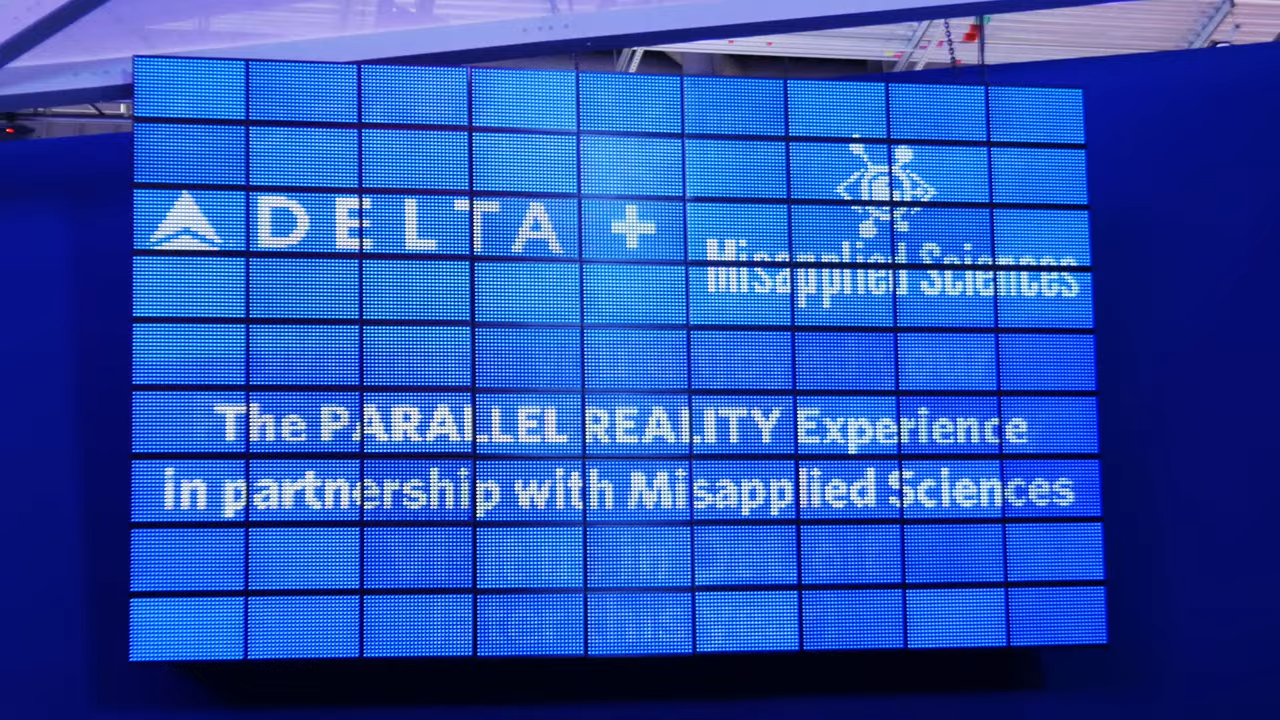 DELTA + Misapplied Sciences
The PARALLEL REALITY Experience
in partnership with Misapplied Sciences